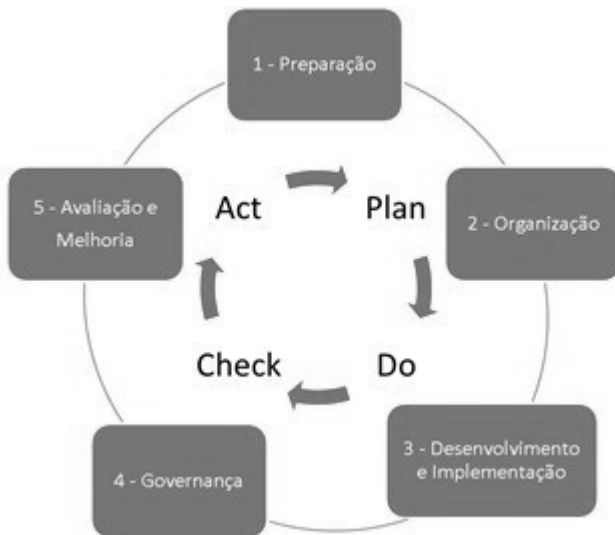 1 - Preparação
Act
Plan
5 - Avaliação e
Melhoria
2 - Organização
Check
Do
3 - Desenvolvimento
e Implementação
4 - Governança